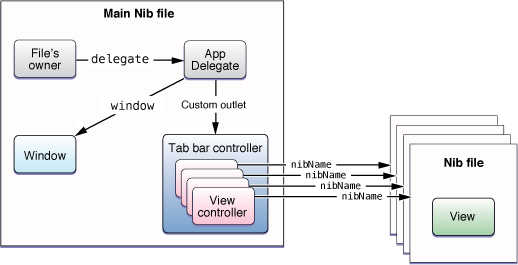 Main Nib file
File's
owner
delegate
App
Delegate
window
Custom outlet
Window
Tab bar controller
View
controller
nibName
nibName
nibName
nibName
Nib file
View